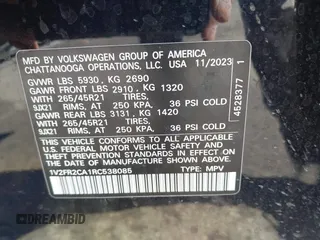 MFD BY VOLKSWAGEN GROUP OF AMERICA
CHATTANOOGA OPERATIONS, LLC. USA 11/2023
GVWR LBS 5930, KG 2690
GAWR FRONT LBS 2910, KG 1320
WITH 265/45R21 TIRES,
9JX21 RIMS, AT 250 KPA, 36 PSI COLD
GAWR REAR LBS 3131, KG 1420
WITH 265/45R21 TIRES,
9JX21 RIMS, AT 250 KPA, 36 PSI COLD
THIS VEHICLE CONFORMS TO ALL APPLICABLE
U.S. FEDERAL MOTOR VEHICLE SAFETY AND
THEFT PREVENTION STANDARDS IN EFFECT ON
THE DATE OF MANUFACTURE SHOWN ABOVE.
1V2FR2CA1RC538085 TYPE: MPV
4528377 1
DREAMBID